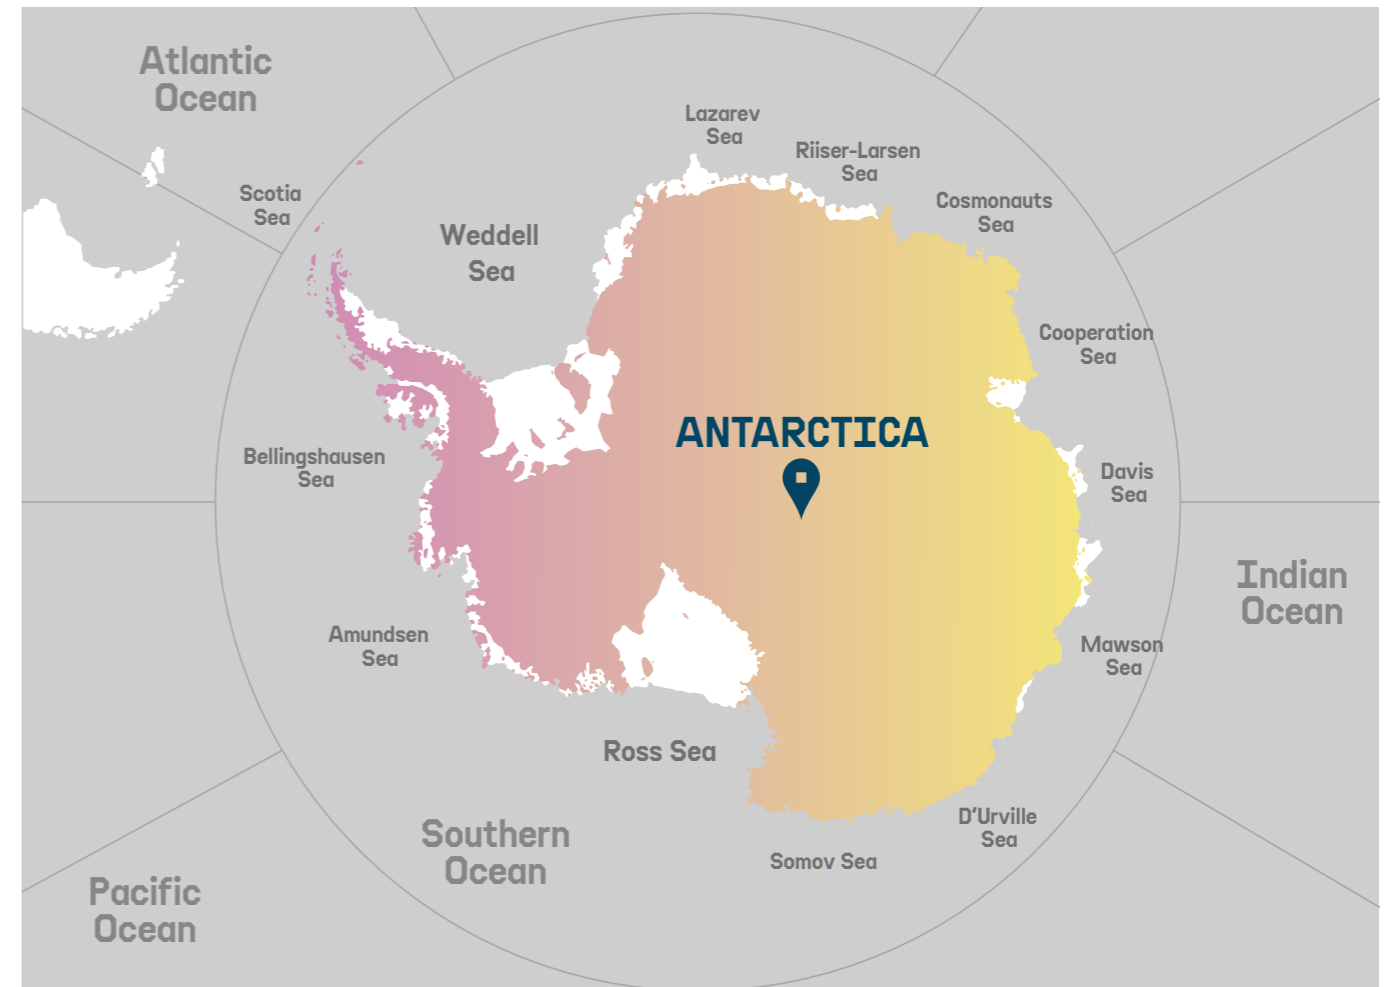 Atlantic
Ocean
Lazarev
Sea
Riiser-Larsen
Sea
Scotia
Sea
Cosmonauts
Sea
Weddell
Sea
Cooperation
Sea
ANTARCTICA
Bellingshausen
Sea
Davis
Sea
Indian
Ocean
Amundsen
Sea
Mawson
Sea
Ross Sea
Southern
Ocean
D'Urville
Sea
Somov Sea
Pacific
Ocean